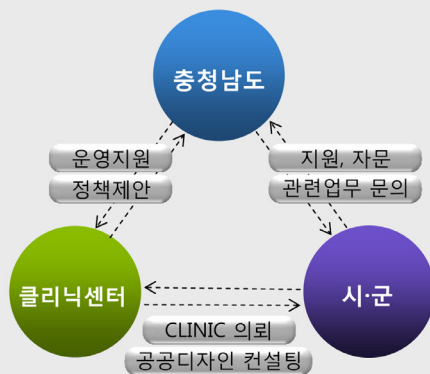 충청남도
운영지원
정책제안
지원, 자문
관련업무 문의
클리닉센터
시·군
CLINIC 의뢰
공공디자인 컨설팅